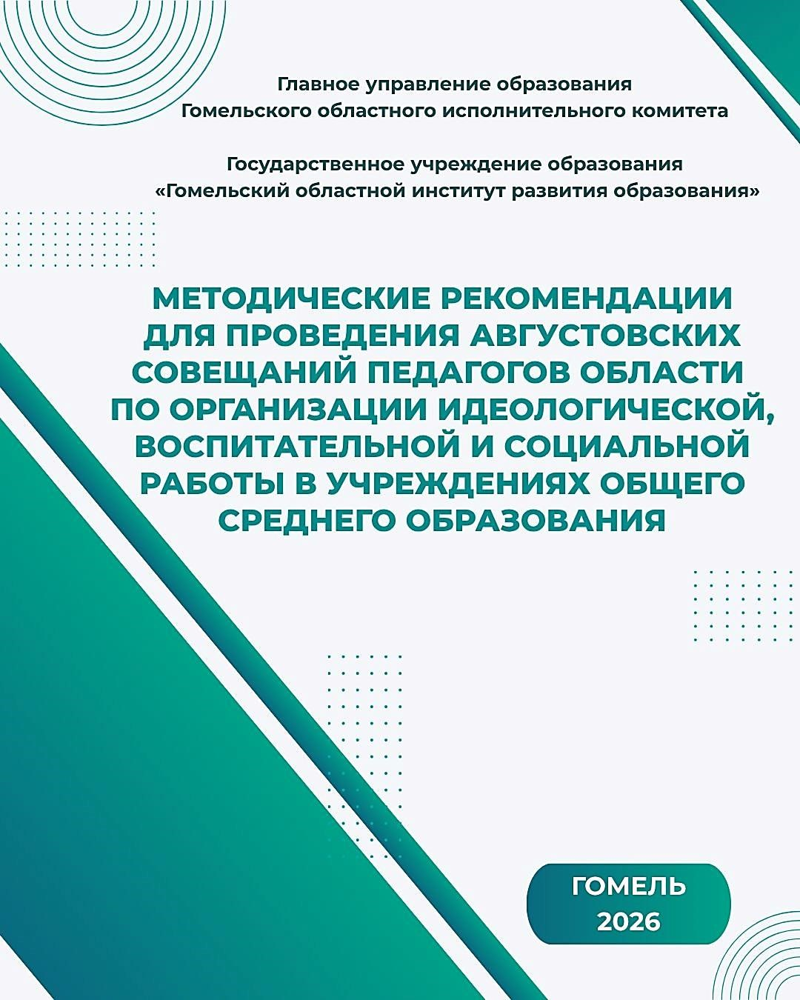 Главное управление образования
Гомельского областного исполнительного комитета
Государственное учреждение образования
«Гомельский областной институт развития образования»
МЕТОДИЧЕСКИЕ РЕКОМЕНДАЦИИ
ДЛЯ ПРОВЕДЕНИЯ АВГУСТОВСКИХ
СОВЕЩАНИЙ ПЕДАГОГОВ ОБЛАСТИ
ПО ОРГАНИЗАЦИИ ИДЕОЛОГИЧЕСКОЙ,
ВОСПИТАТЕЛЬНОЙ И СОЦИАЛЬНОЙ
РАБОТЫ В УЧРЕЖДЕНИЯХ ОБЩЕГО
СРЕДНЕГО ОБРАЗОВАНИЯ
ГОМЕЛЬ
2026